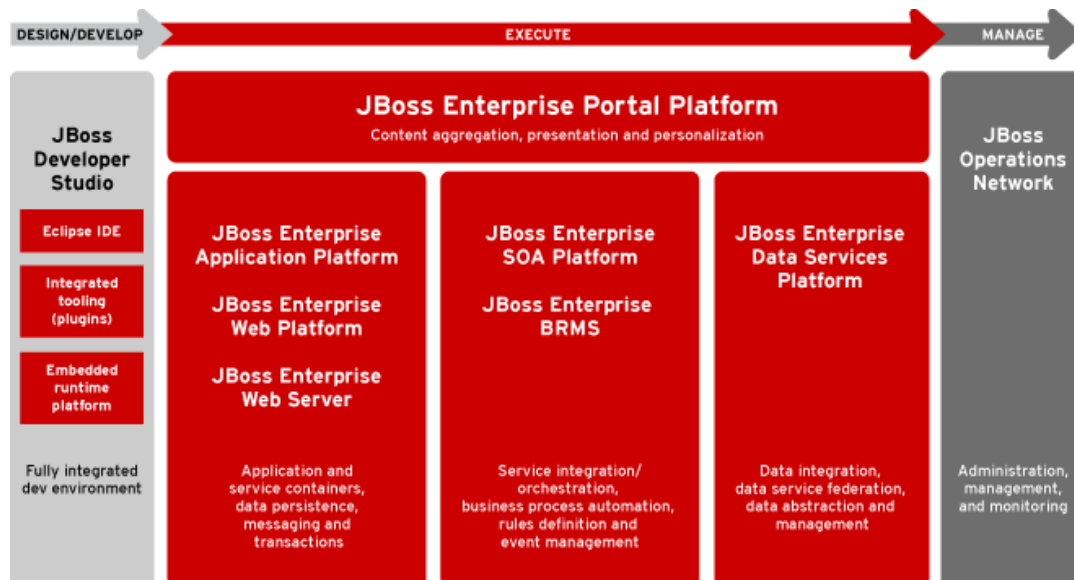 DESIGN/DEVELOP
EXECUTE
MANAGE
JBoss
Developer
Studio
Eclipse IDE
Integrated
tooling
(plugins)
Embedded
runtime
platform
Fully integrated
dev environment
JBoss Enterprise Portal Platform
Content aggregation, presentation and personalization
JBoss Enterprise
Application Platform
JBoss Enterprise
Web Platform
JBoss Enterprise
Web Server
Application and
service containers,
data persistence,
messaging and
transactions
JBoss Enterprise
SOA Platform
JBoss Enterprise
BRMS
Service integration/
orchestration,
business process automation,
rules definition and
event management
JBoss Enterprise
Data Services
Platform
Data integration,
data service federation,
data abstraction and
management
JBoss
Operations
Network
Administration,
management,
and monitoring